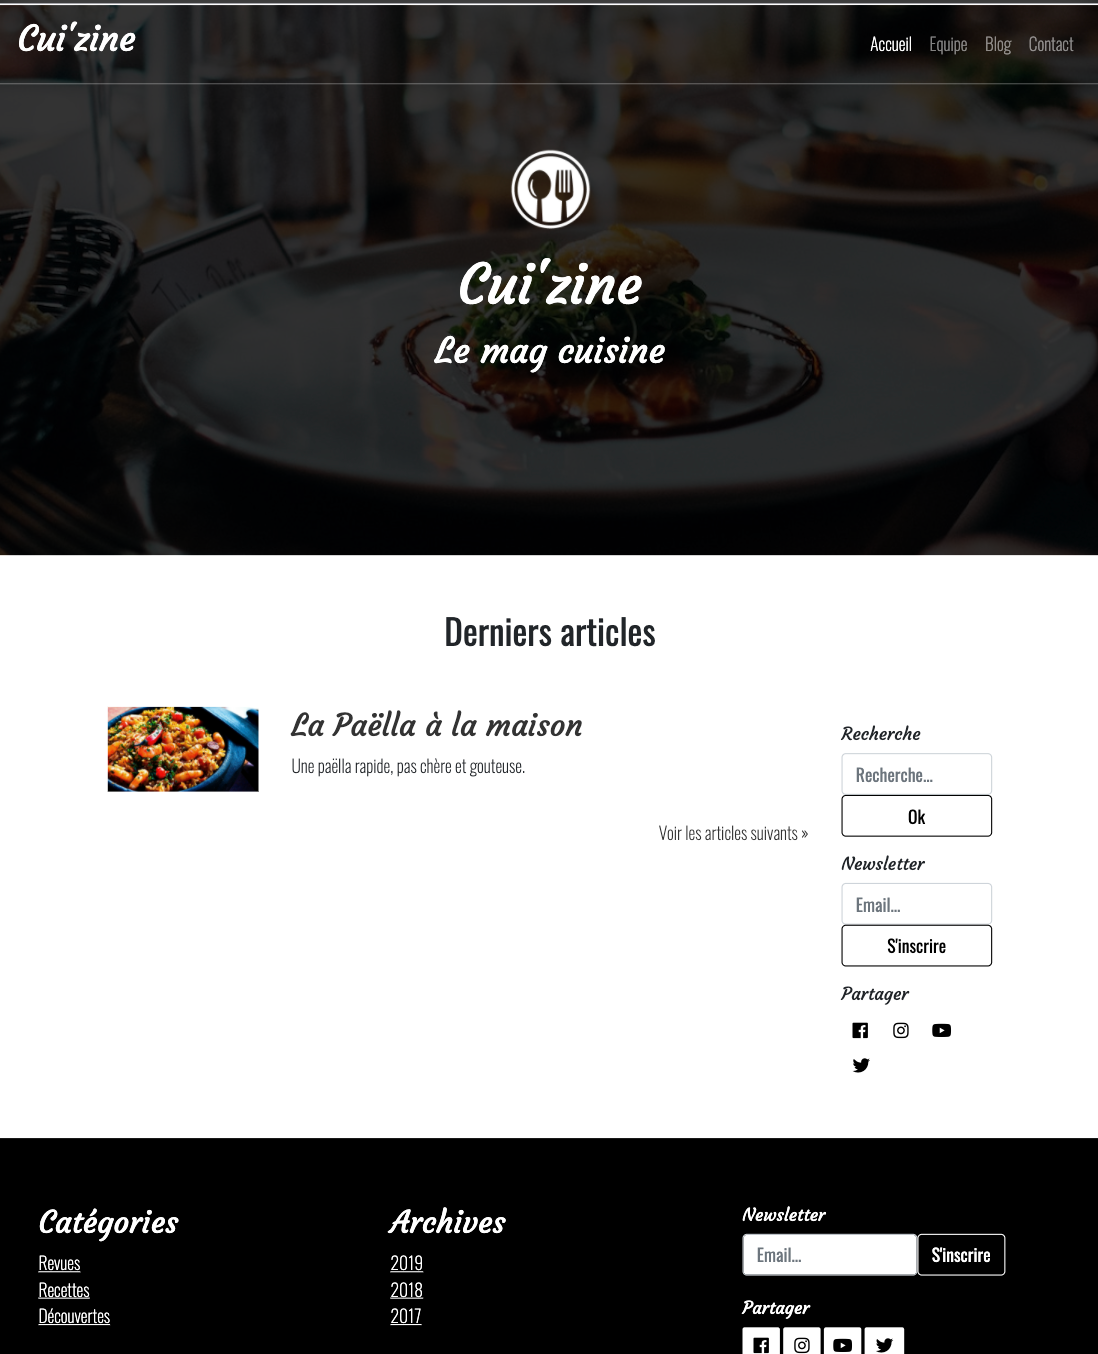 Cui'zine
Accueil Equipe Blog Contact
Cui'zine
Le mag cuisine
Derniers articles
La Paëlla à la maison
Une paëlla rapide, pas chère et gouteuse.
Voir les articles suivants »
Recherche
Recherche...
Ok
Newsletter
Email...
S'inscrire
Partager
Catégories
Revues
Recettes
Découvertes
Archives
2019
2018
2017
Newsletter
Email...
S'inscrire
Partager